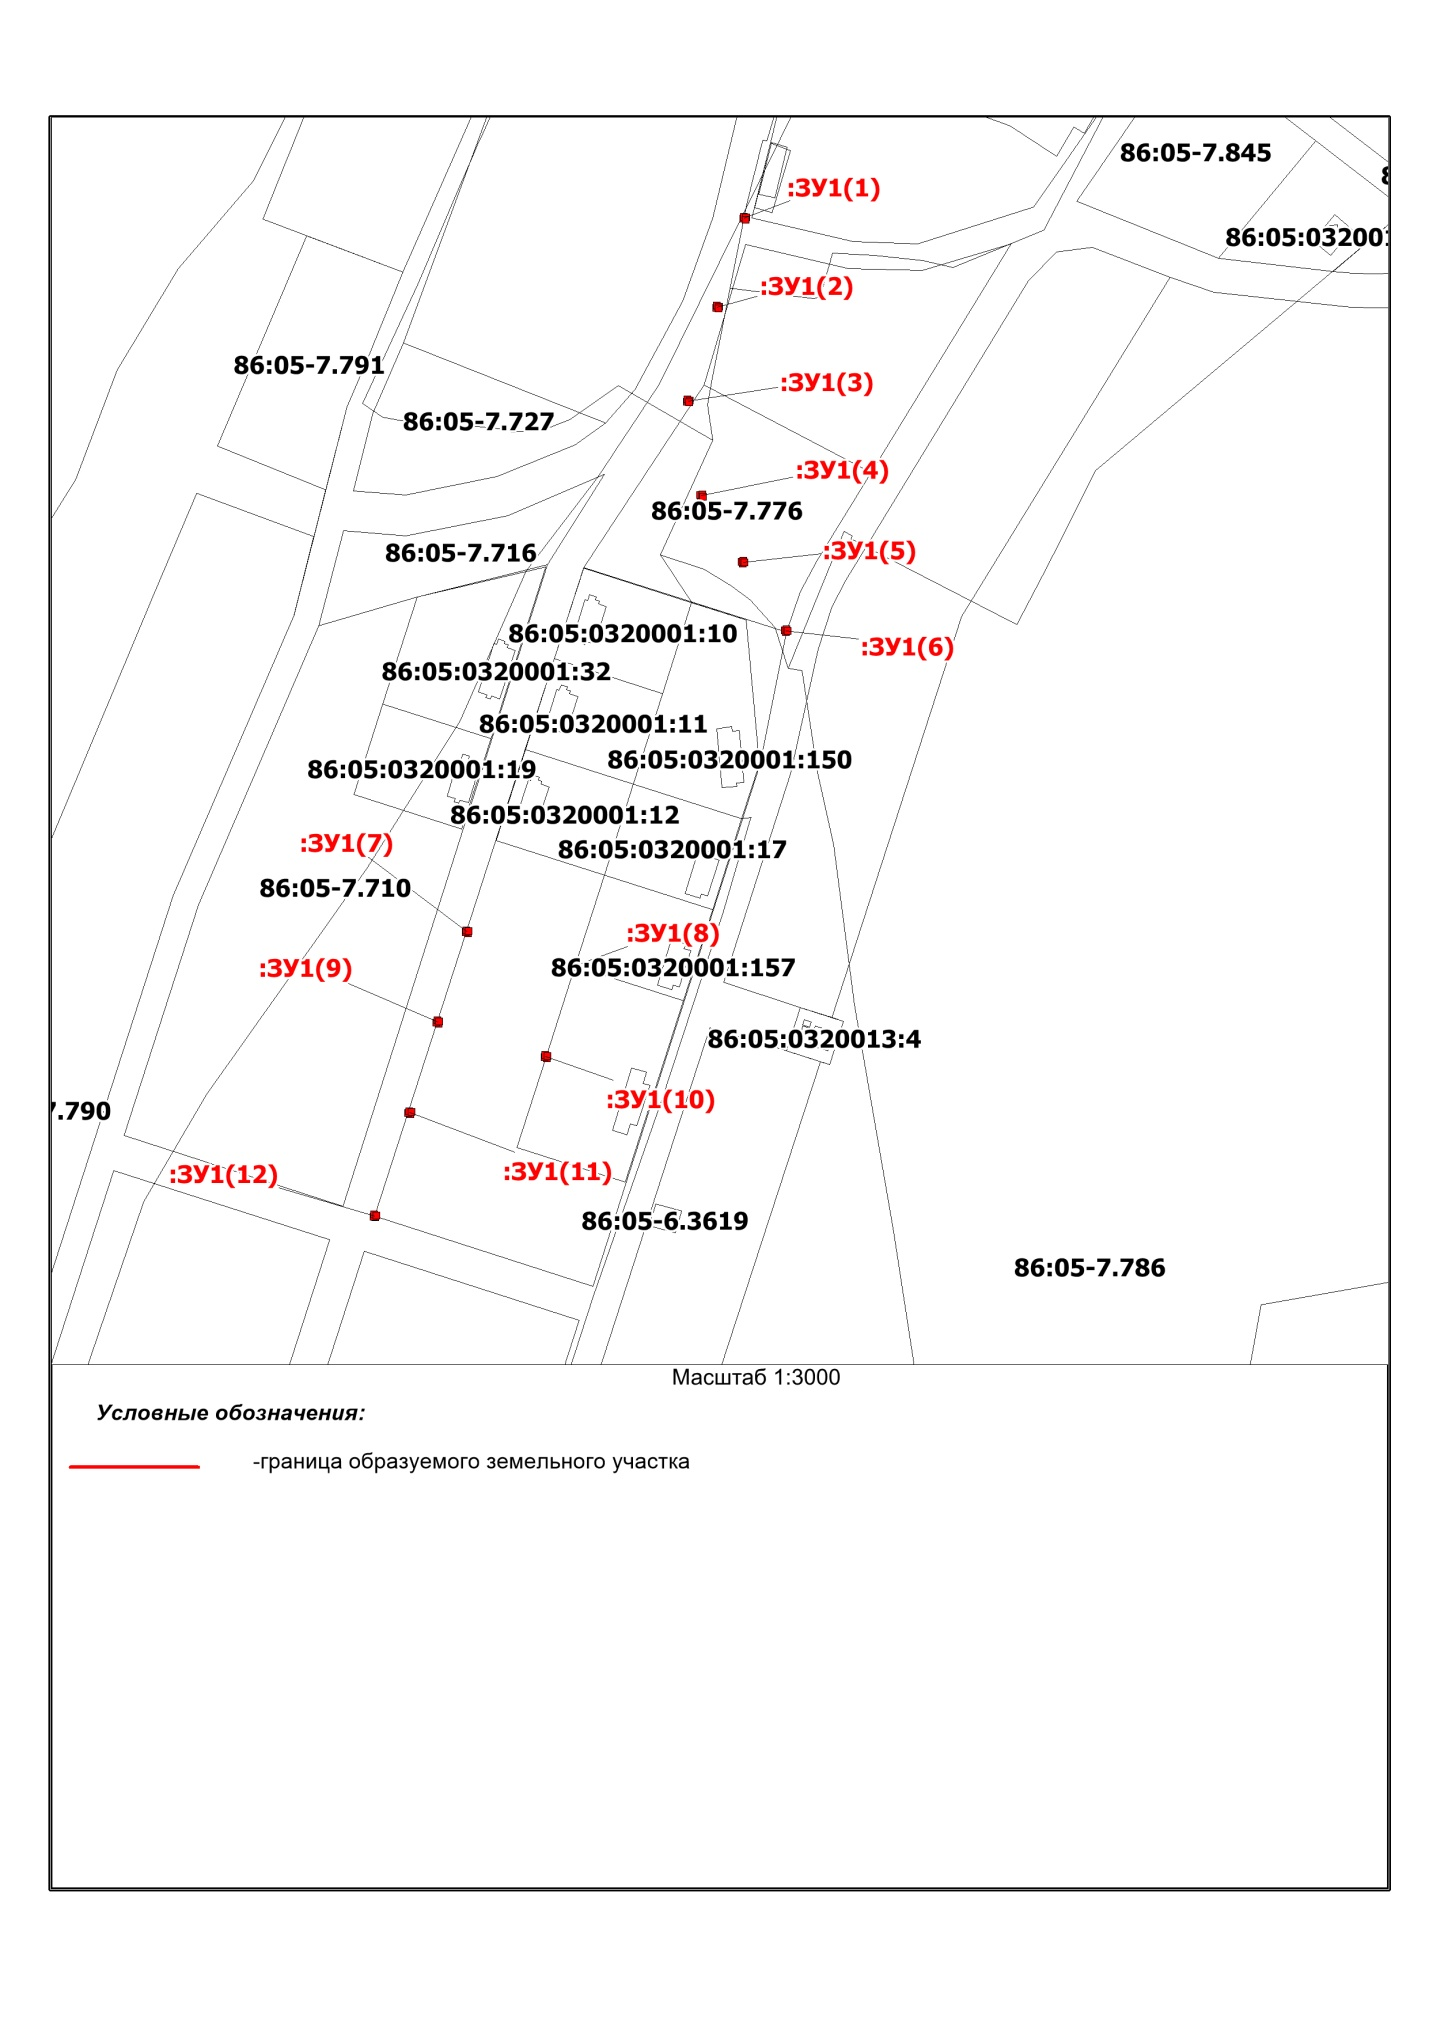 86:05-7.845
:ЗУ1(1)
86:05:032001
:ЗУ1(2)
86:05-7.791
:ЗУ1(3)
86:05-7.727
:ЗУ1(4)
86:05-7.776
86:05-7.716
:ЗУ1(5)
86:05:0320001:10
:ЗУ1(6)
86:05:0320001:32
86:05:0320001:11
86:05:0320001:150
86:05:0320001:19
86:05:0320001:12
:ЗУ1(7)
86:05:0320001:17
86:05-7.710
:ЗУ1(8)
:ЗУ1(9)
86:05:0320001:157
86:05:0320013:4
:ЗУ1(10)
7.790
:ЗУ1(11)
:ЗУ1(12)
86:05-6.3619
86:05-7.786
Масштаб 1:3000
Условные обозначения:
-граница образуемого земельного участка